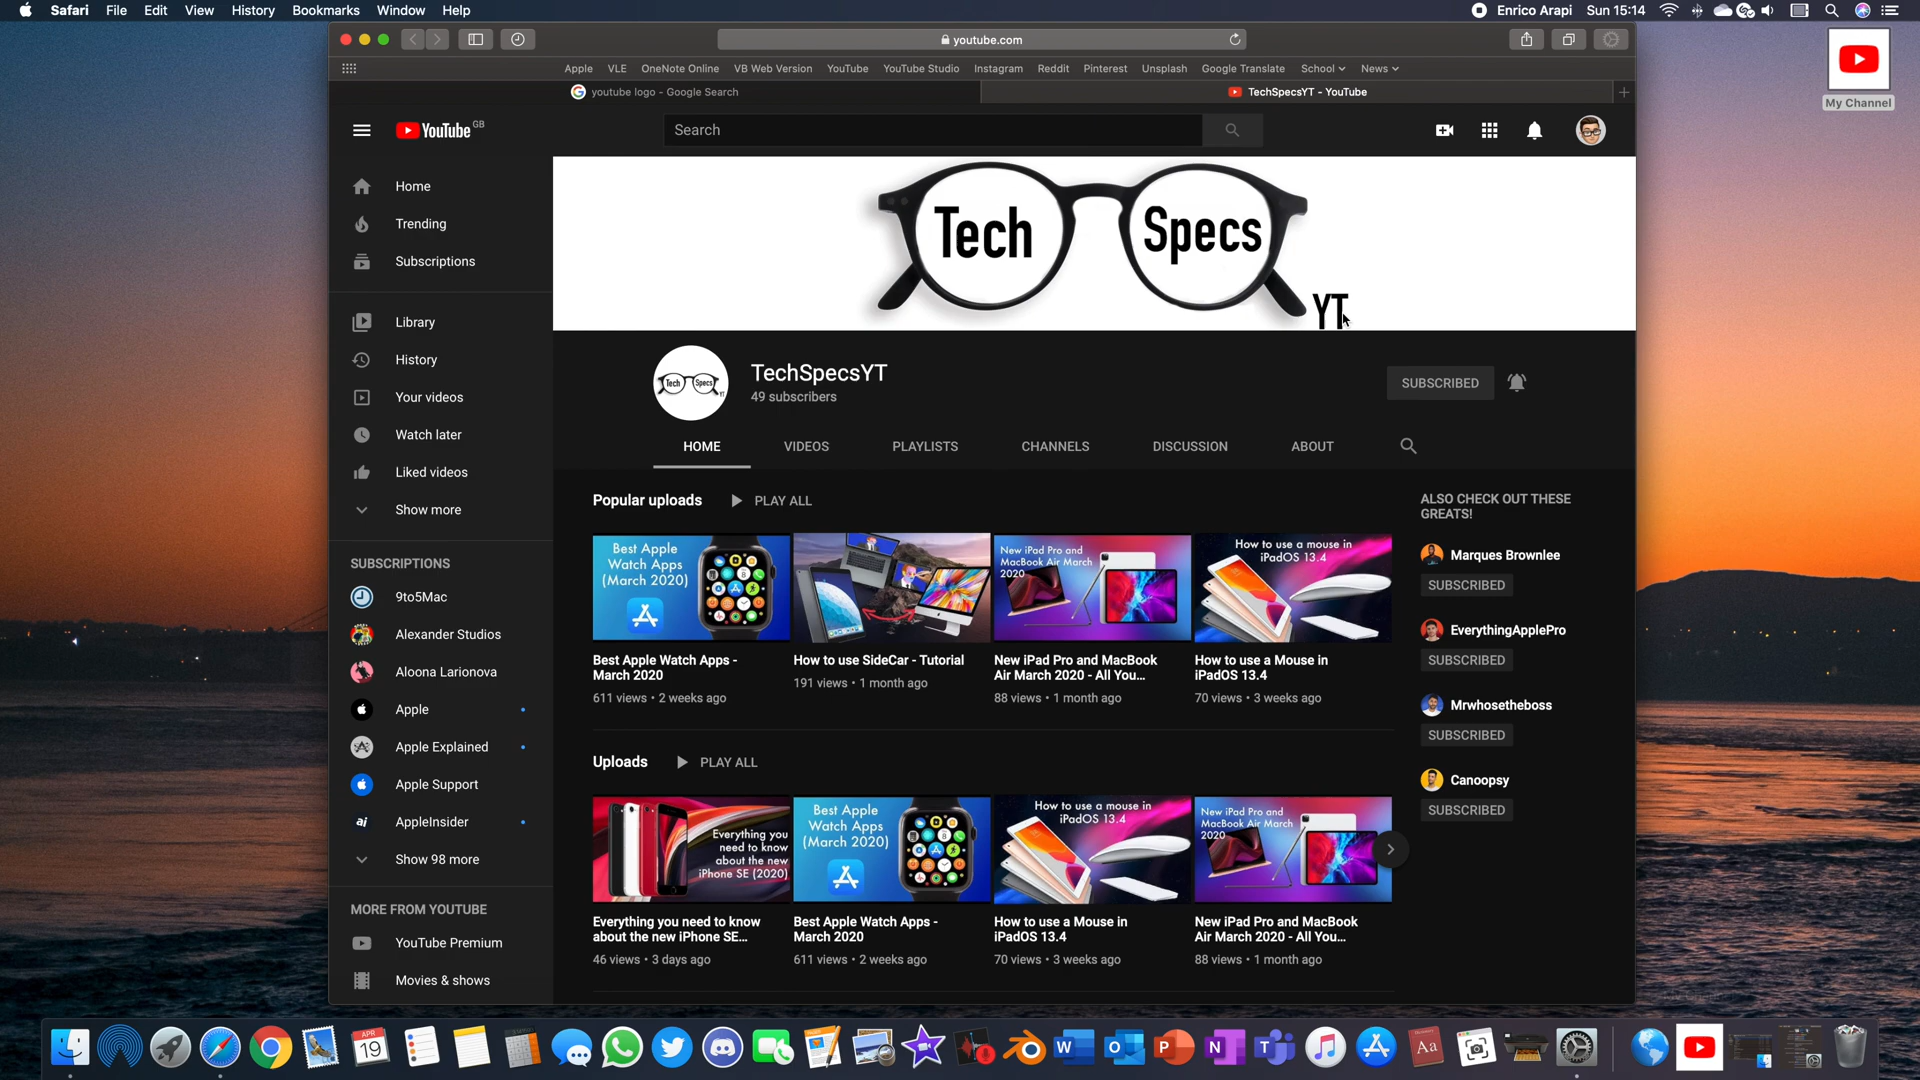 Safari File Edit View History Bookmarks Window Help Enrico Arapi Sun 15:14
youtube.com
My Channel
Apple VLE OneNote Online VB Web Version YouTube YouTube Studio Instagram Reddit Pinterest Unsplash Google Translate School News
youtube logo - Google Search TechSpecsYT - YouTube
YouTube GB Search
Home
Trending
Subscriptions
Library
History
Your videos
Watch later
Liked videos
Show more
SUBSCRIPTIONS
9to5Mac
Alexander Studios
Aloona Larionova
Apple
Apple Explained
Apple Support
ai AppleInsider
Show 98 more
MORE FROM YOUTUBE
YouTube Premium
Movies & shows
Tech Specs
YT
Tech Specs
TechSpecsYT
49 subscribers
SUBSCRIBED
HOME VIDEOS PLAYLISTS CHANNELS DISCUSSION ABOUT
Popular uploads PLAY ALL
Best Apple
Watch Apps
(March 2020)
Best Apple Watch Apps -
March 2020
611 views • 2 weeks ago
How to use SideCar - Tutorial
191 views • 1 month ago
New iPad Pro and
MacBook Air March
2020
New iPad Pro and MacBook
Air March 2020 - All You...
88 views • 1 month ago
How to use a mouse in
iPadOS 13.4
How to use a Mouse in
iPadOS 13.4
70 views • 3 weeks ago
Uploads PLAY ALL
Everything you
need to know
about the new
iPhone SE (2020)
Everything you need to know
about the new iPhone SE...
46 views • 3 days ago
Best Apple
Watch Apps
(March 2020)
Best Apple Watch Apps -
March 2020
611 views • 2 weeks ago
How to use a mouse in
iPadOS 13.4
How to use a Mouse in
iPadOS 13.4
70 views • 3 weeks ago
New iPad Pro and
MacBook Air March
2020
New iPad Pro and MacBook
Air March 2020 - All You...
88 views • 1 month ago
ALSO CHECK OUT THESE
GREATS!
Marques Brownlee
SUBSCRIBED
EverythingApplePro
SUBSCRIBED
Mrwhosetheboss
SUBSCRIBED
Canoopsy
SUBSCRIBED
APR
19
W O P N T Aa